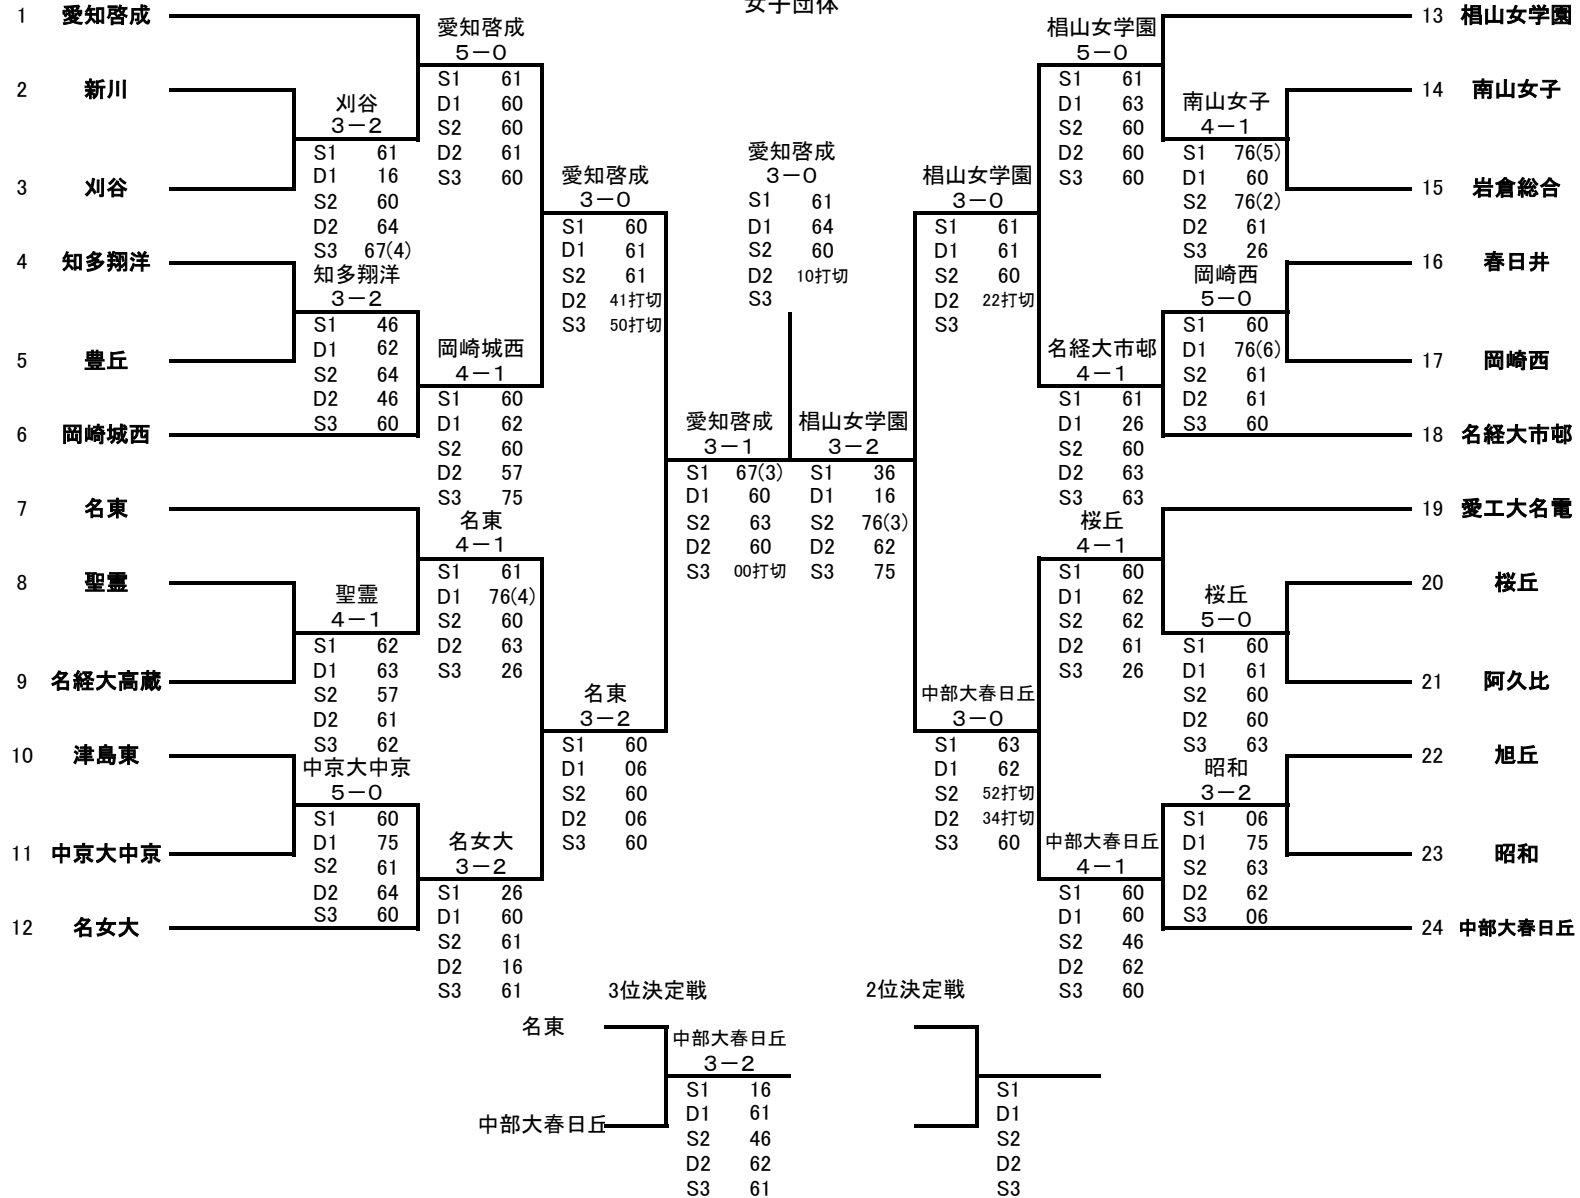 女子団体
1 愛知啓成
2 新川
3 刈谷
4 知多翔洋
5 豊丘
6 岡崎城西
7 名東
8 聖霊
9 名経大高蔵
10 津島東
11 中京大中京
12 名女大
刈谷
3－2
S1 61
D1 16
S2 60
D2 64
S3 67(4)
知多翔洋
3－2
S1 46
D1 62
S2 64
D2 46
S3 60
聖霊
4－1
S1 62
D1 63
S2 57
D2 61
S3 62
中京大中京
5－0
S1 60
D1 75
S2 61
D2 64
S3 60
愛知啓成
5－0
S1 61
D1 60
S2 60
D2 61
S3 60
岡崎城西
4－1
S1 60
D1 62
S2 60
D2 57
S3 75
名東
4－1
S1 61
D1 76(4)
S2 60
D2 63
S3 26
名女大
3－2
S1 26
D1 60
S2 61
D2 16
S3 61
愛知啓成
3－0
S1 60
D1 61
S2 61
D2 41打切
S3 50打切
名東
3－2
S1 60
D1 06
S2 60
D2 06
S3 60
愛知啓成
3－1
S1 67(3)
D1 60
S2 63
D2 60
S3 00打切
愛知啓成
3－0
S1 61
D1 64
S2 60
D2 10打切
S3
椙山女学園
3－2
S1 36
D1 16
S2 76(3)
D2 62
S3 75
椙山女学園
3－0
S1 61
D1 61
S2 60
D2 22打切
S3
中部大春日丘
3－0
S1 63
D1 62
S2 52打切
D2 34打切
S3 60
椙山女学園
5－0
S1 61
D1 63
S2 60
D2 60
S3 60
名経大市邨
4－1
S1 61
D1 26
S2 60
D2 63
S3 63
桜丘
4－1
S1 60
D1 62
S2 62
D2 61
S3 26
中部大春日丘
4－1
S1 60
D1 60
S2 46
D2 62
S3 60
南山女子
4－1
S1 76(5)
D1 60
S2 76(2)
D2 61
S3 26
岡崎西
5－0
S1 60
D1 76(6)
S2 61
D2 61
S3 60
桜丘
5－0
S1 60
D1 61
S2 60
D2 60
S3 63
昭和
3－2
S1 06
D1 75
S2 63
D2 62
S3 06
13 椙山女学園
14 南山女子
15 岩倉総合
16 春日井
17 岡崎西
18 名経大市邨
19 愛工大名電
20 桜丘
21 阿久比
22 旭丘
23 昭和
24 中部大春日丘
3位決定戦
名東
中部大春日丘
中部大春日丘
3－2
S1 16
D1 61
S2 46
D2 62
S3 61
2位決定戦
S1
D1
S2
D2
S3